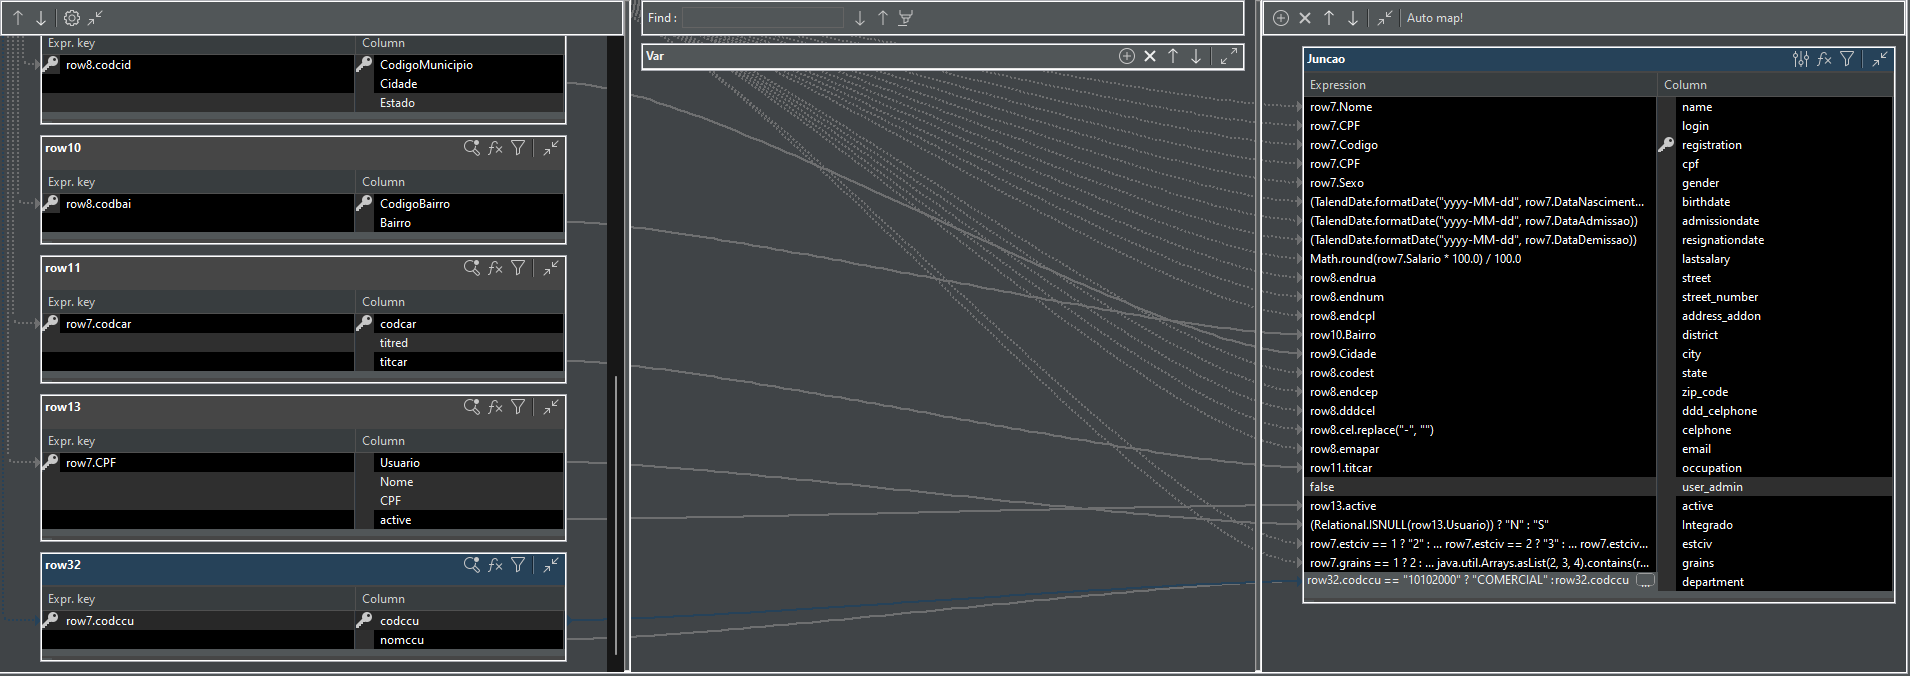 Expr. key Column
row8.codcid CodigoMunicipio
Cidade
Estado
row10
Expr. key Column
row8.codbai CodigoBairro
Bairro
row11
Expr. key Column
row7.codcar codcar
titred
titcar
row13
Expr. key Column
row7.CPF Usuario
Nome
CPF
active
row32
Expr. key Column
row7.codccu codccu
nomccu
Find :
Var
Auto map!
Juncao
Expression Column
row7.Nome name
row7.CPF login
row7.Codigo registration
row7.CPF cpf
row7.Sexo gender
(TalendDate.formatDate("yyyy-MM-dd", row7.DataNasciment... birthdate
(TalendDate.formatDate("yyyy-MM-dd", row7.DataAdmissao)) admissiondate
(TalendDate.formatDate("yyyy-MM-dd", row7.DataDemissao)) resignationdate
Math.round(row7.Salario * 100.0) / 100.0 lastsalary
row8.endrua street
row8.endnum street_number
row8.endcpl address_addon
row10.Bairro district
row9.Cidade city
row8.codest state
row8.endcep zip_code
row8.dddcel ddd_celphone
row8.cel.replace("-", "") celphone
row8.emapar email
row11.titcar occupation
false user_admin
row13.active active
(Relational.ISNULL(row13.Usuario)) ? "N" : "S" Integrado
row7.estciv == 1 ? "2" : ... row7.estciv == 2 ? "3" : ... row7.estciv... estciv
row7.grains == 1 ? 2 : ... java.util.Arrays.asList(2, 3, 4).contains(r... grains
row32.codccu == "10102000" ? "COMERCIAL" :row32.codccu ... department